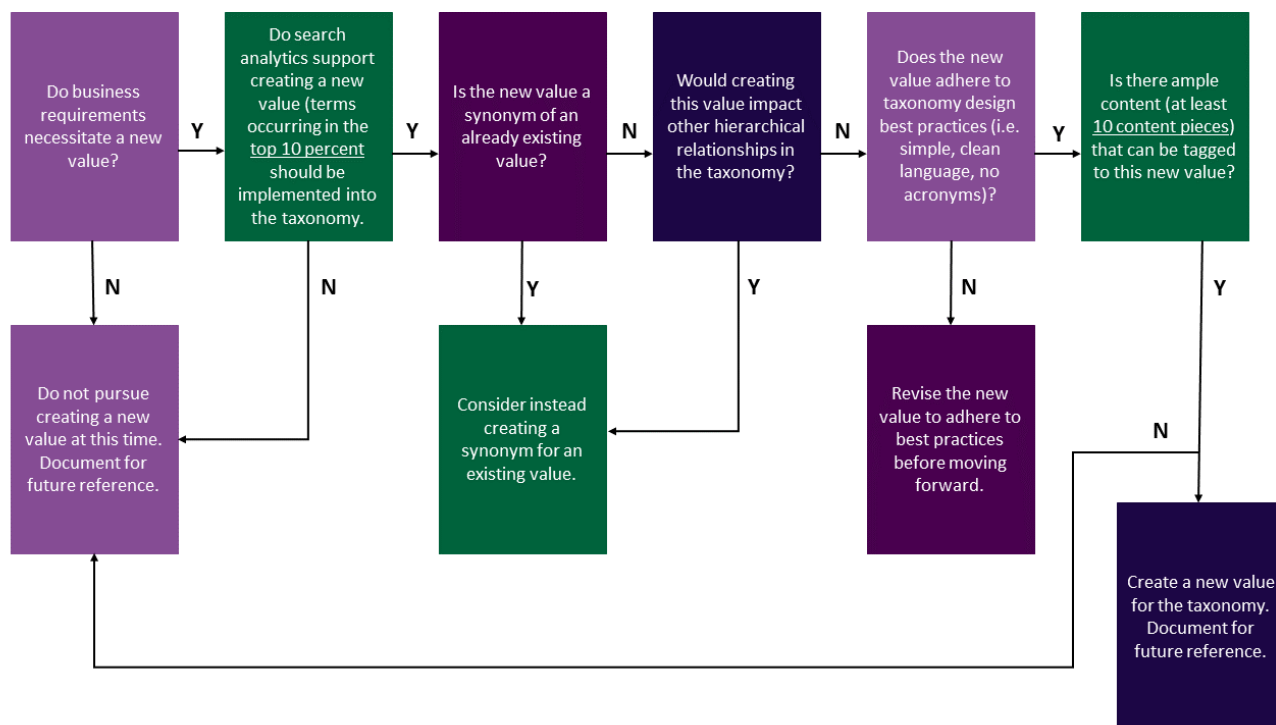 Do business
requirements
necessitate a new
value?
Y
Do search
analytics support
creating a new
value (terms
occurring in the
top 10 percent
should be
implemented into
the taxonomy.
Y
Is the new value a
synonym of an
already existing
value?
N
Would creating
this value impact
other hierarchical
relationships in
the taxonomy?
N
Does the new
value adhere to
taxonomy design
best practices (i.e.
simple, clean
language, no
acronyms)?
Y
Is there ample
content (at least
10 content pieces)
that can be tagged
to this new value?
N
N
Y
Y
N
Y
Do not pursue
creating a new
value at this time.
Document for
future reference.
Consider instead
creating a
synonym for an
existing value.
Revise the new
value to adhere to
best practices
before moving
forward.
N
Create a new value
for the taxonomy.
Document for
future reference.